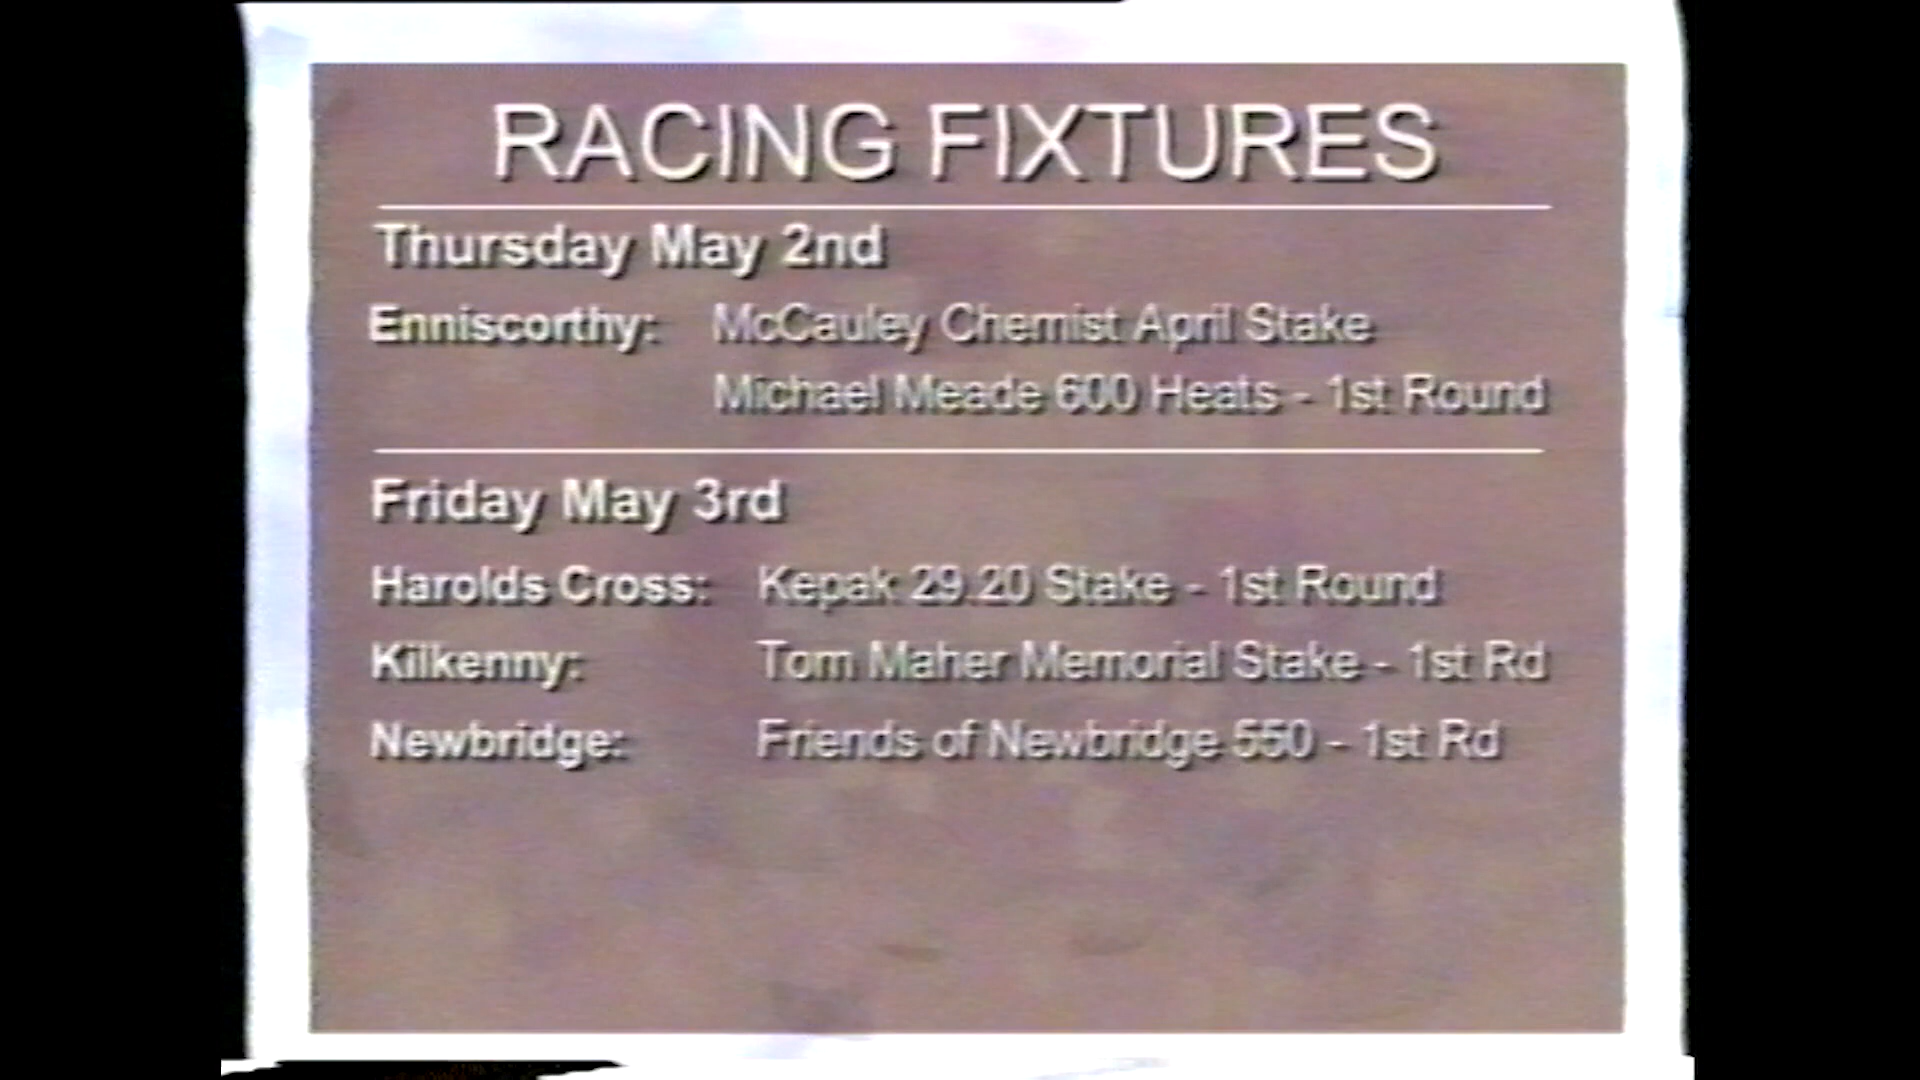 RACING FIXTURES
Thursday May 2nd
Enniscorthy: McCauley Chemist April Stake
Michael Meade 600 Heats - 1st Round
Friday May 3rd
Harolds Cross: Kepak 29.20 Stake - 1st Round
Kilkenny: Tom Maher Memorial Stake - 1st Rd
Newbridge: Friends of Newbridge 550 - 1st Rd